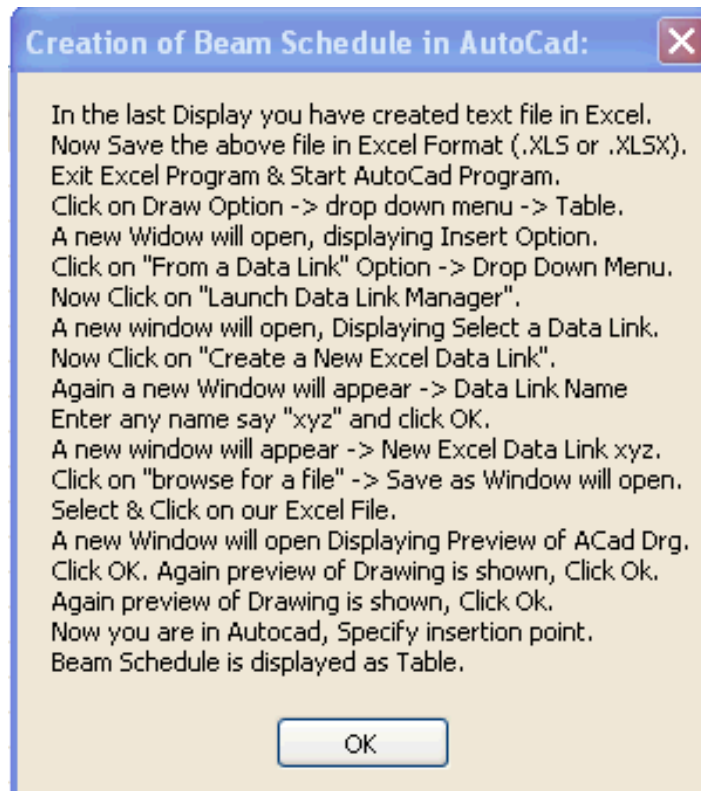 Creation of Beam Schedule in AutoCad:
In the last Display you have created text file in Excel.
Now Save the above file in Excel Format (.XLS or .XLSX).
Exit Excel Program & Start AutoCad Program.
Click on Draw Option -> drop down menu -> Table.
A new Widow will open, displaying Insert Option.
Click on "From a Data Link" Option -> Drop Down Menu.
Now Click on "Launch Data Link Manager".
A new window will open, Displaying Select a Data Link.
Now Click on "Create a New Excel Data Link".
Again a new Window will appear -> Data Link Name
Enter any name say "xyz" and click OK.
A new window will appear -> New Excel Data Link xyz.
Click on "browse for a file" -> Save as Window will open.
Select & Click on our Excel File.
A new Window will open Displaying Preview of ACad Drg.
Click OK. Again preview of Drawing is shown, Click Ok.
Again preview of Drawing is shown, Click Ok.
Now you are in Autocad, Specify insertion point.
Beam Schedule is displayed as Table.
OK